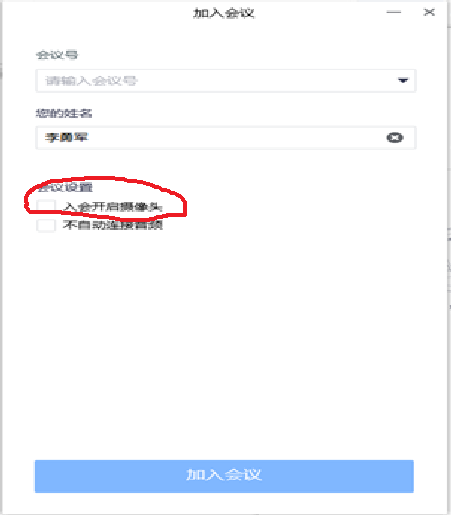 加入会议
会议号
请输入会议号
您的姓名
李勇军
会议设置
入会开启摄像头
不自动连接音频
加入会议